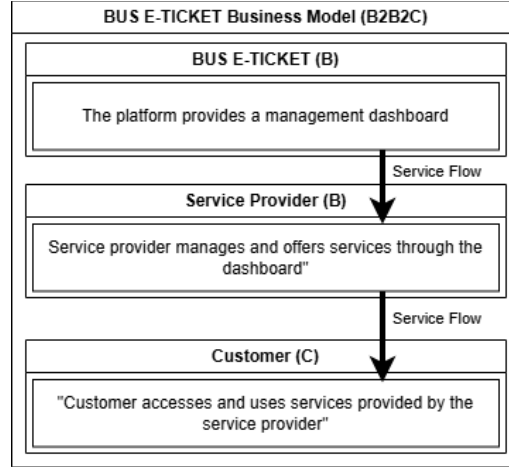 BUS E-TICKET Business Model (B2B2C)
BUS E-TICKET (B)
The platform provides a management dashboard
Service Flow
Service Provider (B)
Service provider manages and offers services through the
dashboard"
Service Flow
Customer (C)
"Customer accesses and uses services provided by the
service provider"